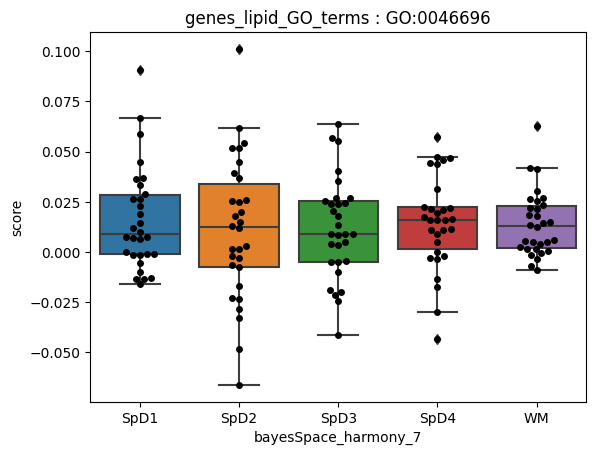 genes_lipid_GO_terms : GO:0046696
0.100
0.075
0.050
0.025
0.000
−0.025
−0.050
score
SpD1 SpD2 SpD3 SpD4 WM
bayesSpace_harmony_7